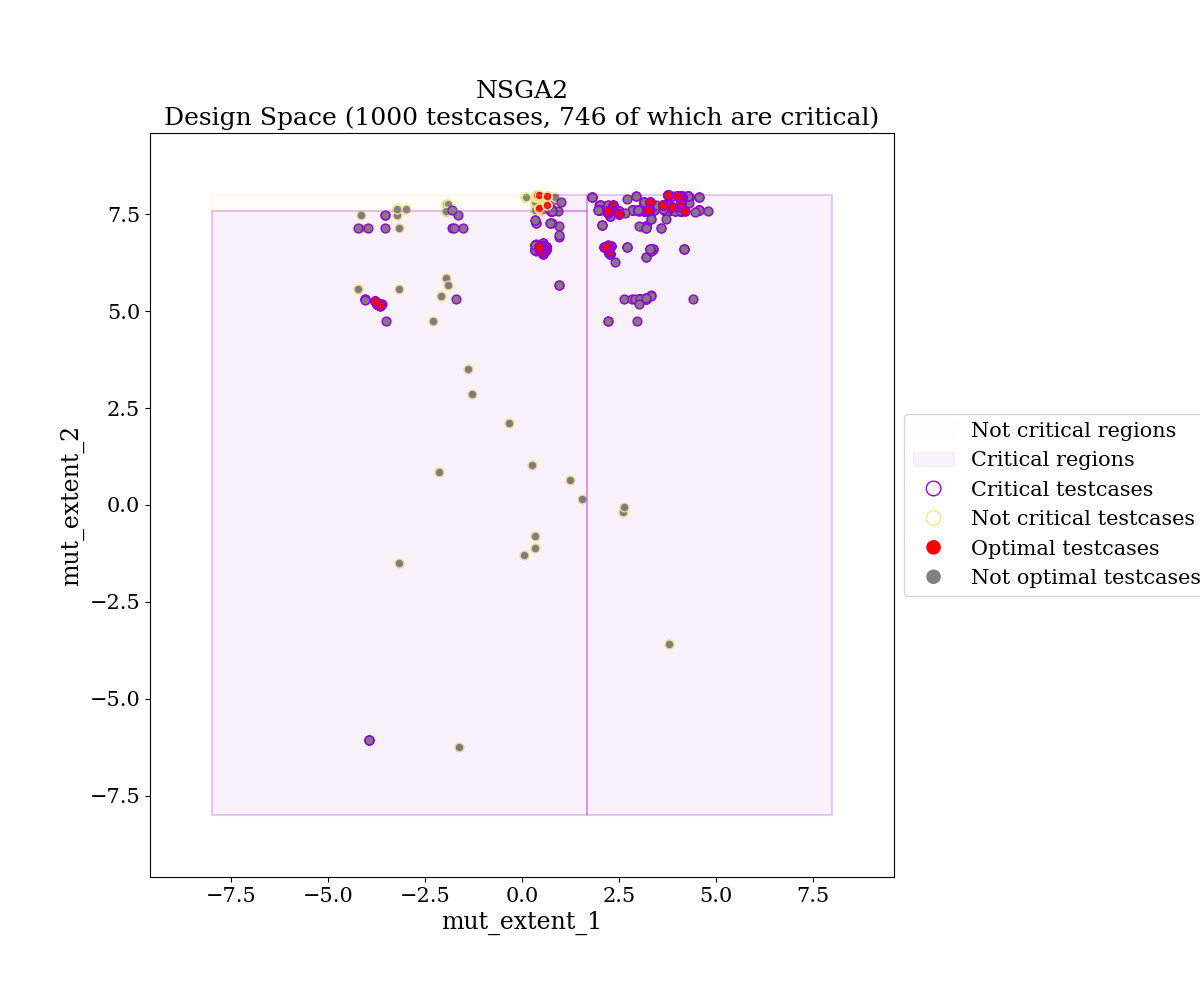 NSGA2
Design Space (1000 testcases, 746 of which are critical)
7.5
5.0
2.5
0.0
−2.5
−5.0
−7.5
mut_extent_2
−7.5
−5.0
−2.5
0.0
2.5
5.0
7.5
mut_extent_1
Not critical regions
Critical regions
Critical testcases
Not critical testcases
Optimal testcases
Not optimal testcases